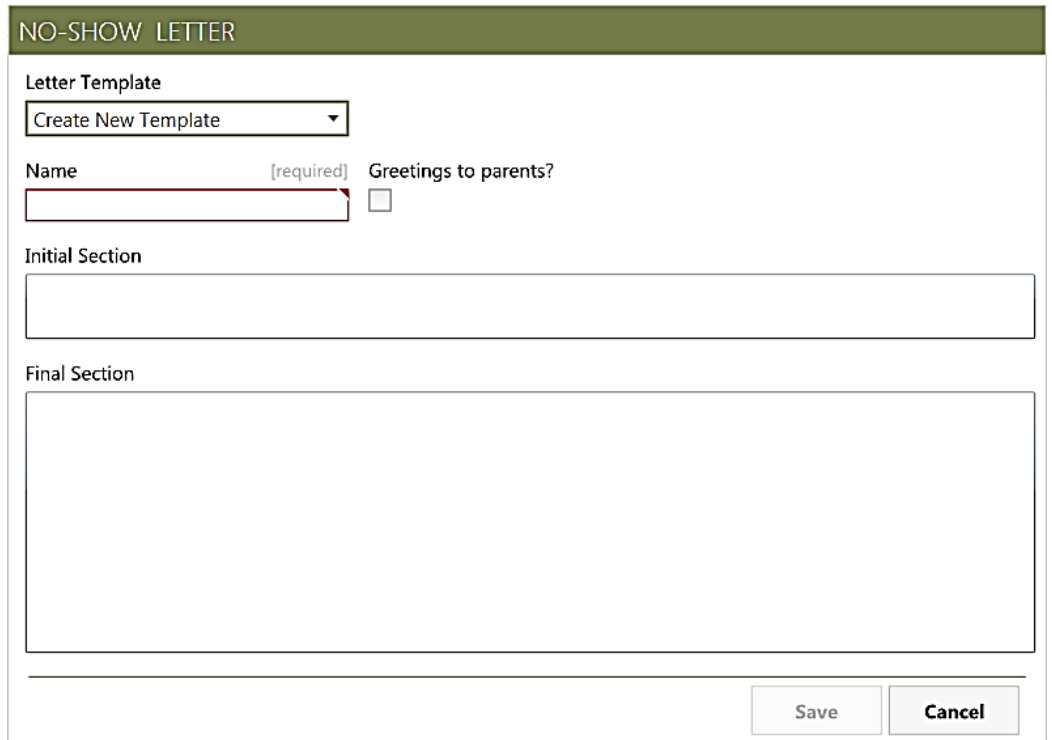 NO-SHOW LETTER
Letter Template
Create New Template
Name [required] Greetings to parents?
Initial Section
Final Section
Save Cancel